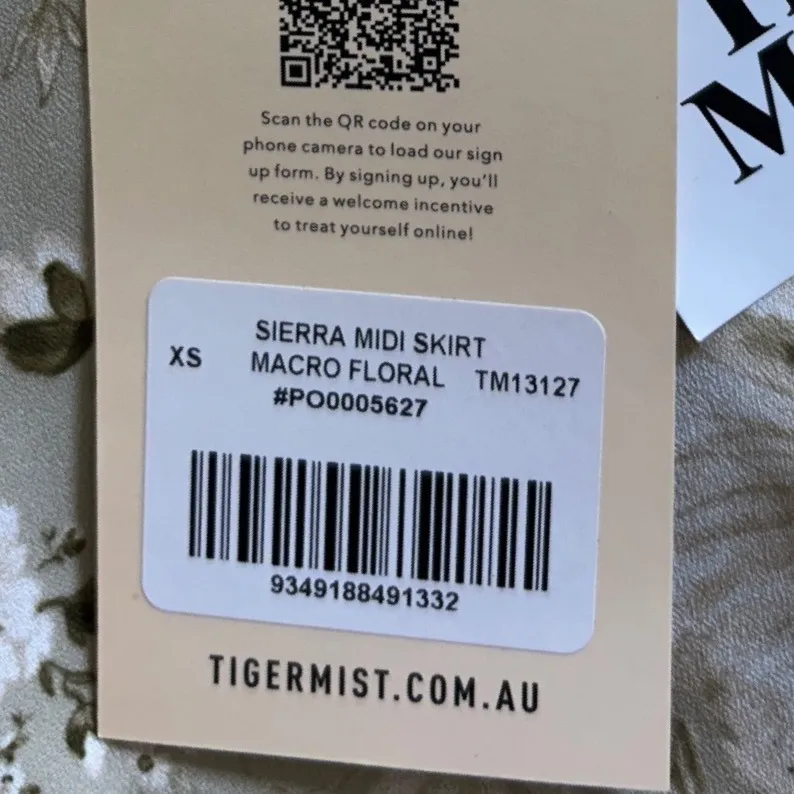 Scan the QR code on your
phone camera to load our sign
up form. By signing up, you'll
receive a welcome incentive
to treat yourself online!
SIERRA MIDI SKIRT
XS MACRO FLORAL TM13127
#PO0005627
9349188491332
TIGERMIST.COM.AU